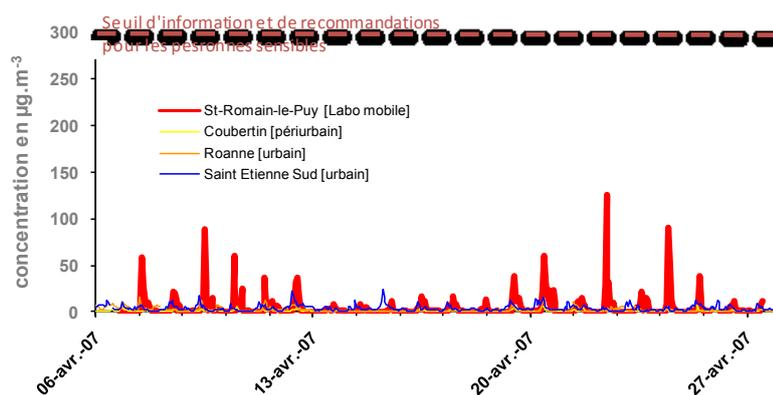 Seuil d'information et de recommandations
pour les pesronnes sensibles
300
250
200
150
100
50
0
concentration en µg.m-3
St-Romain-le-Puy [Labo mobile]
Coubertin [périurbain]
Roanne [urbain]
Saint Etienne Sud [urbain]
06-avr.-07
13-avr.-07
20-avr.-07
27-avr.-07